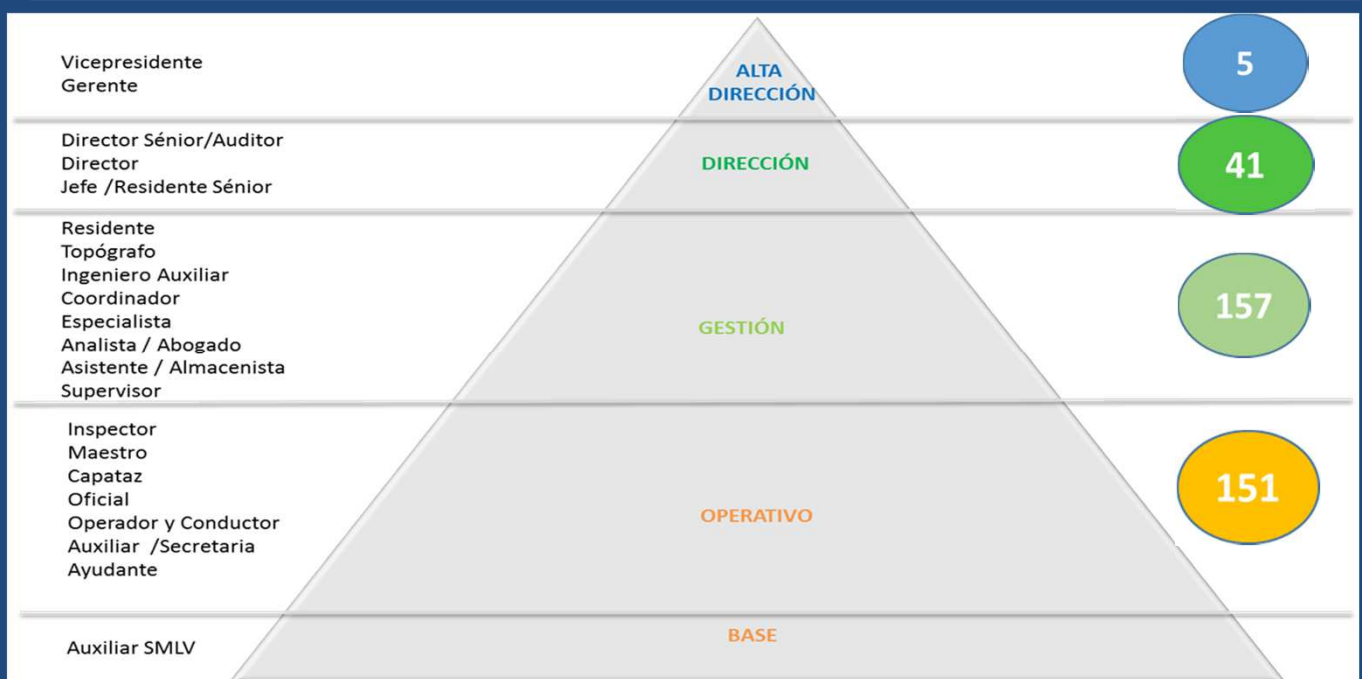 Vicepresidente
Gerente
ALTA
DIRECCIÓN
5
Director Sénior/Auditor
Director
Jefe /Residente Sénior
DIRECCIÓN
41
Residente
Topógrafo
Ingeniero Auxiliar
Coordinador
Especialista
Analista / Abogado
Asistente / Almacenista
Supervisor
GESTIÓN
157
Inspector
Maestro
Capataz
Oficial
Operador y Conductor
Auxiliar /Secretaria
Ayudante
OPERATIVO
151
Auxiliar SMLV
BASE